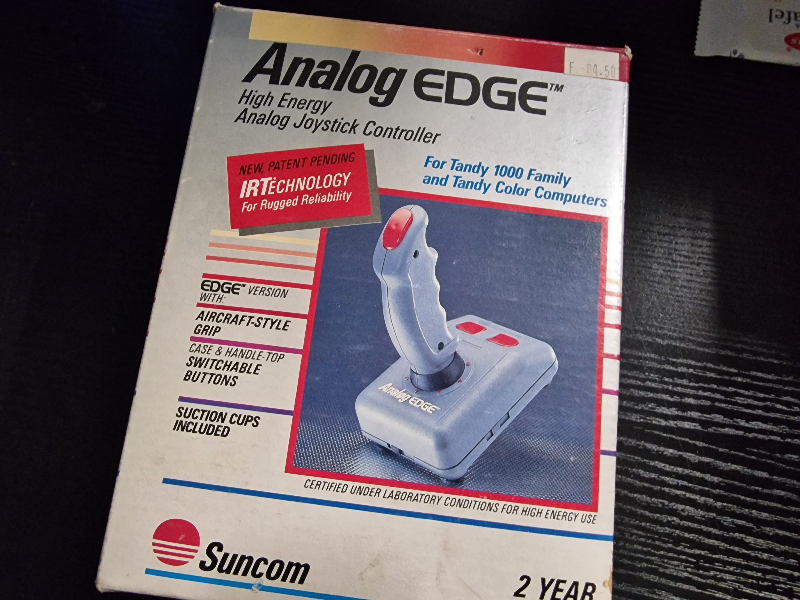 Analog EDGE™
High Energy
Analog Joystick Controller
NEW, PATENT PENDING
IRTECHNOLOGY
For Rugged Reliability
For Tandy 1000 Family
and Tandy Color Computers
EDGE™ VERSION
WITH:
AIRCRAFT-STYLE
GRIP
CASE & HANDLE-TOP
SWITCHABLE
BUTTONS
SUCTION CUPS
INCLUDED
Analog EDGE
CERTIFIED UNDER LABORATORY CONDITIONS FOR HIGH ENERGY USE
Suncom
2 YEAR